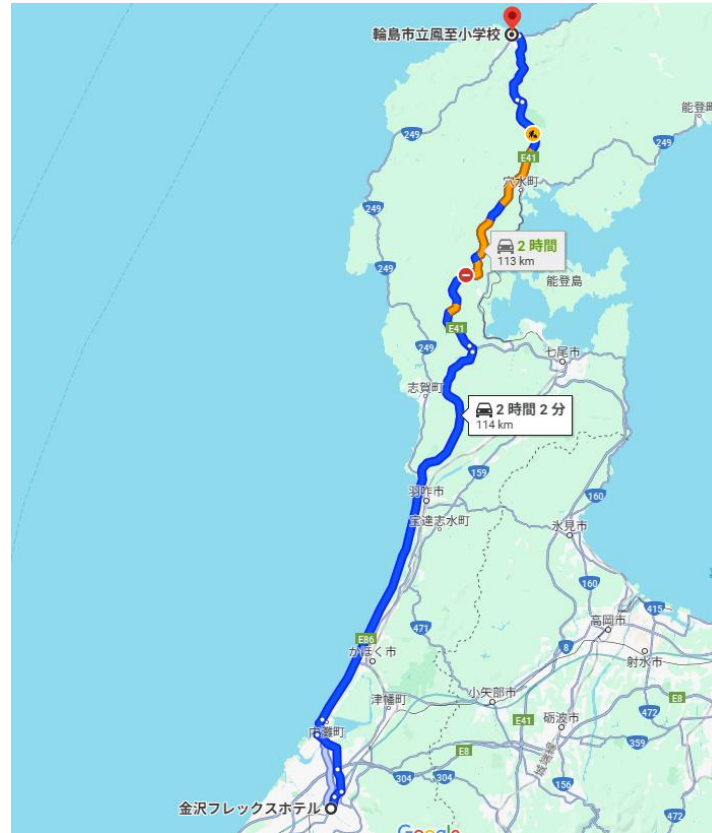 輪島市立鳳至小学校
能登町
249
249
E41
穴水町
249
2 時間
113 km
249
能登島
E41
249
七尾市
志賀町
2 時間 2 分
114 km
159
羽咋市
160
宝達志水町
氷見市
160
415
高岡市
471
8
射水市
E86
かほく市
津幡町
小矢部市
E8
E41
砺波市
472
内灘町
359
E8
城端線
304
304
156
472
金沢フレックスホテル
Google